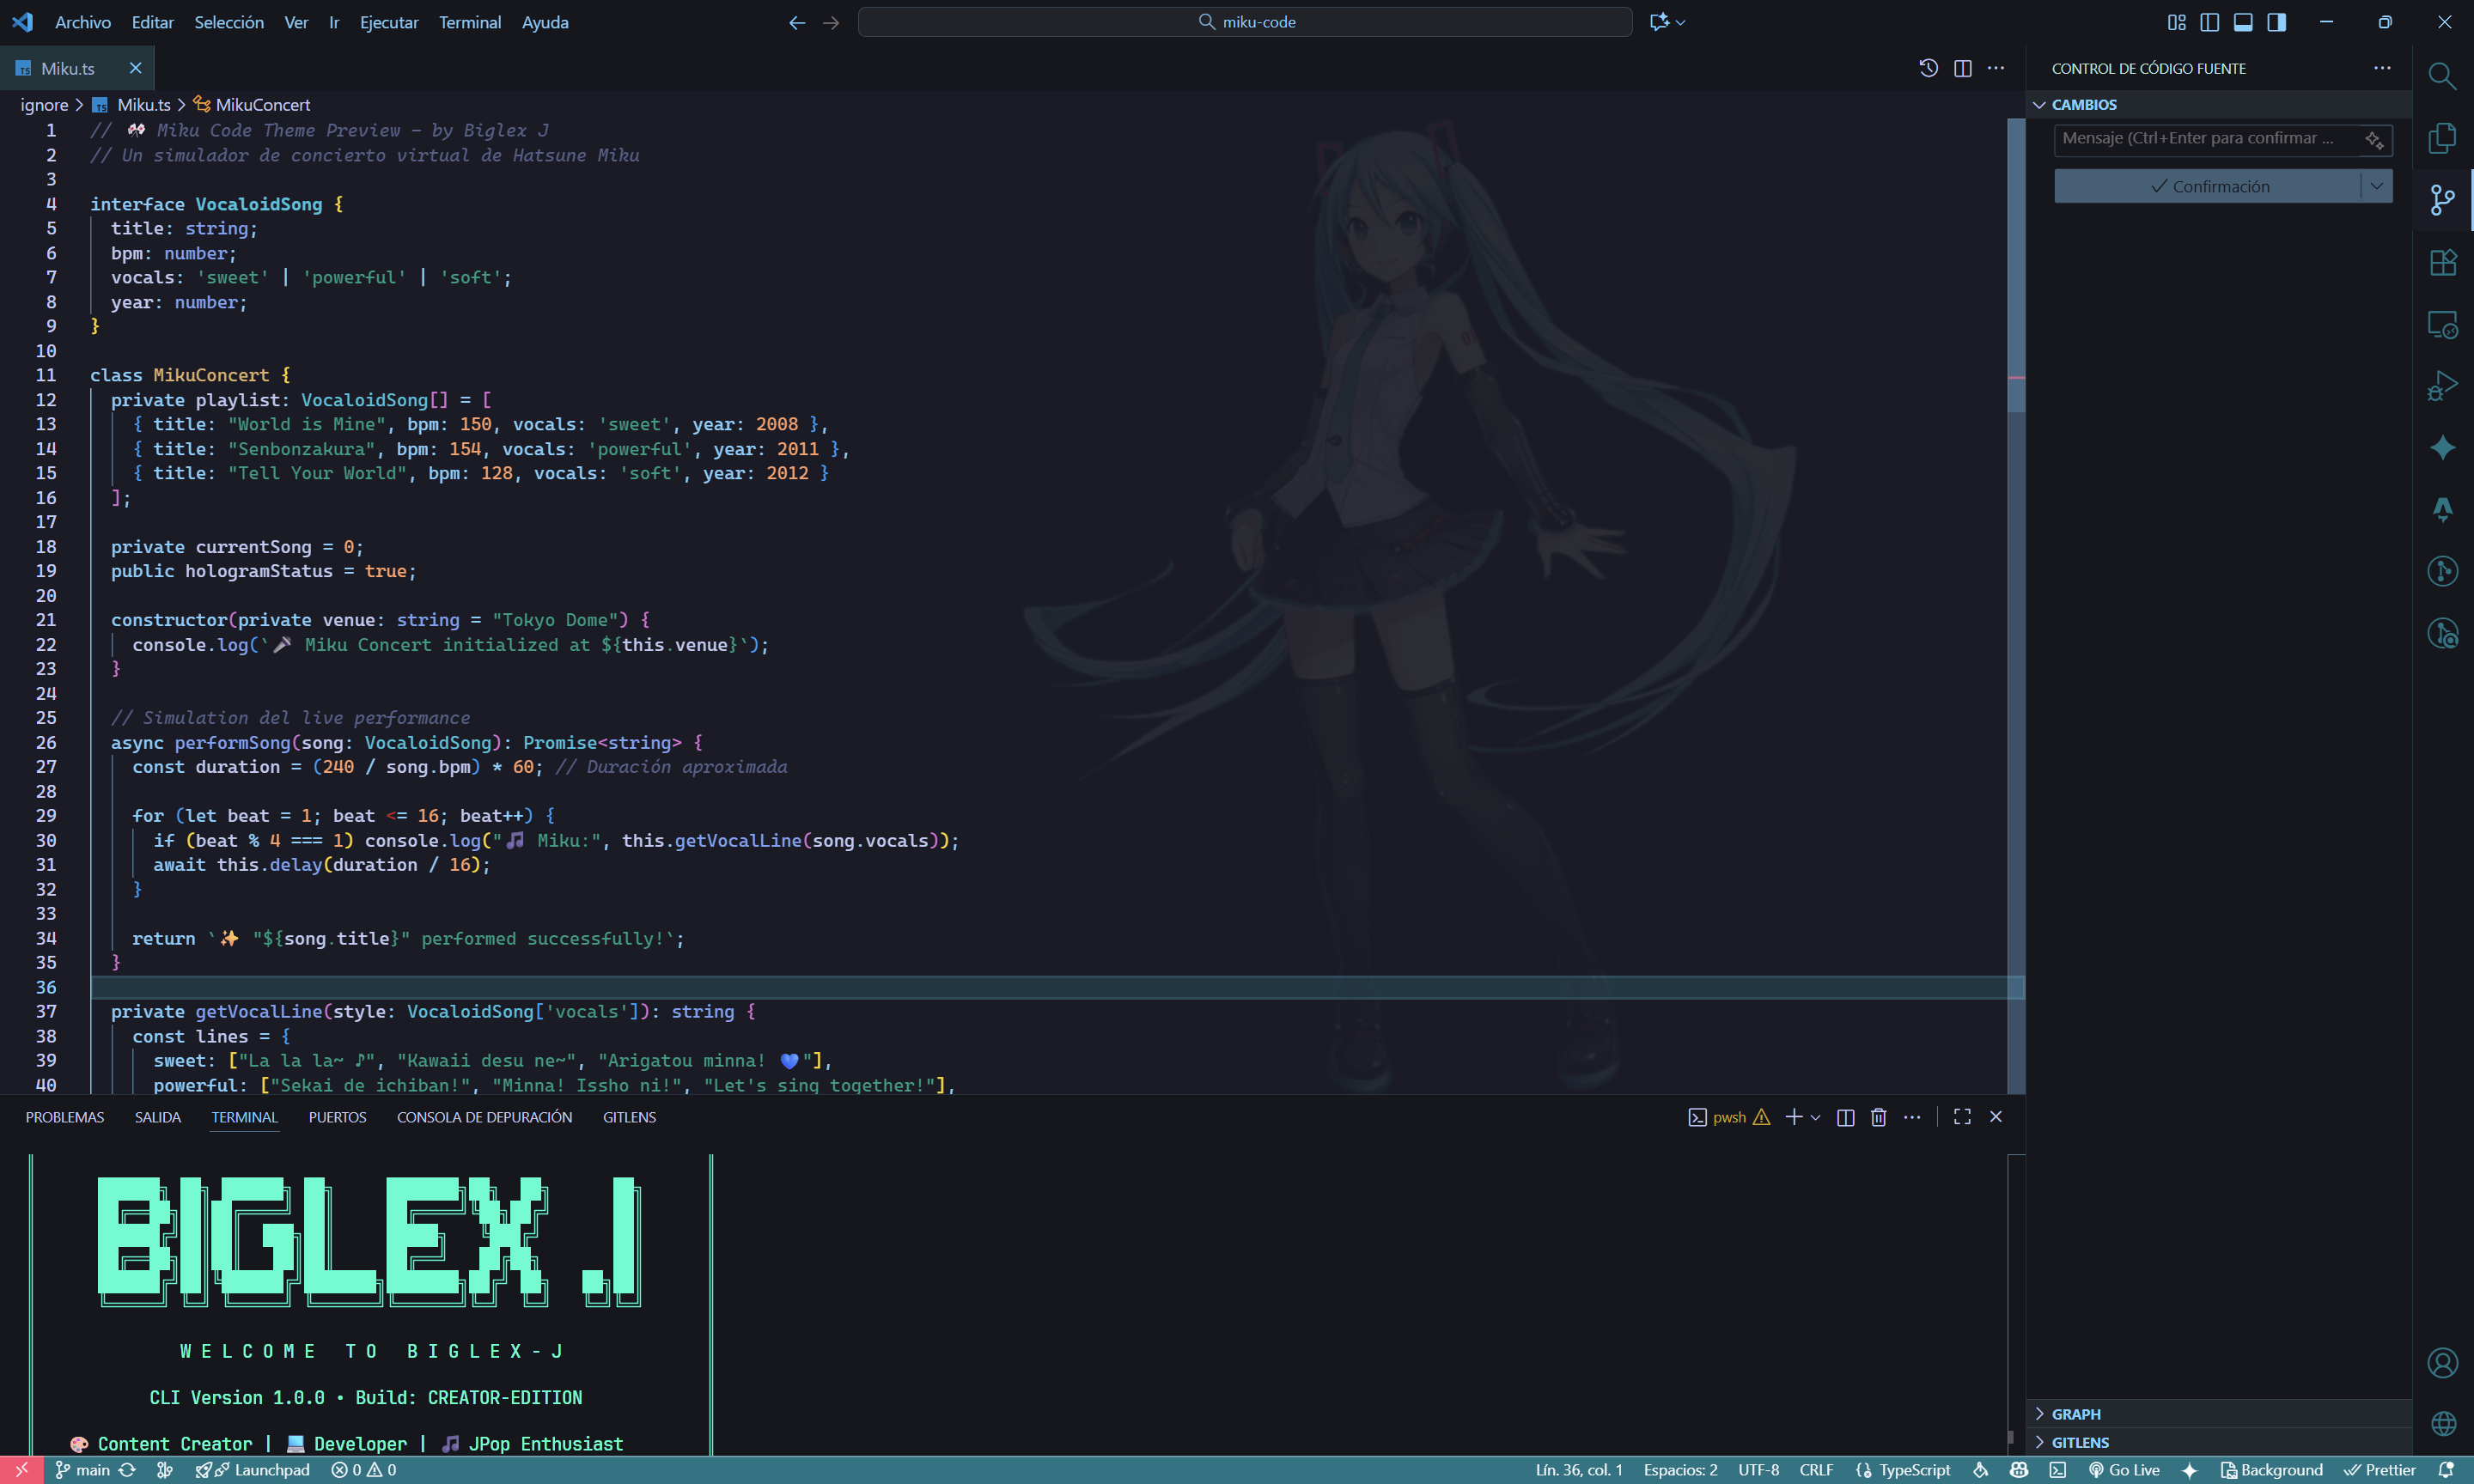 Archivo Editar Selección Ver Ir Ejecutar Terminal Ayuda
miku-code
Miku.ts
ignore > Miku.ts > MikuConcert
1 // 🎀 Miku Code Theme Preview - by Biglex J
2 // Un simulador de concierto virtual de Hatsune Miku
3
4 interface VocaloidSong {
5   title: string;
6   bpm: number;
7   vocals: 'sweet' | 'powerful' | 'soft';
8   year: number;
9 }
10
11 class MikuConcert {
12   private playlist: VocaloidSong[] = [
13     { title: "World is Mine", bpm: 150, vocals: 'sweet', year: 2008 },
14     { title: "Senbonzakura", bpm: 154, vocals: 'powerful', year: 2011 },
15     { title: "Tell Your World", bpm: 128, vocals: 'soft', year: 2012 }
16   ];
17
18   private currentSong = 0;
19   public hologramStatus = true;
20
21   constructor(private venue: string = "Tokyo Dome") {
22     console.log(`🎤 Miku Concert initialized at ${this.venue}`);
23   }
24
25   // Simulation del live performance
26   async performSong(song: VocaloidSong): Promise<string> {
27     const duration = (240 / song.bpm) * 60; // Duración aproximada
28
29     for (let beat = 1; beat <= 16; beat++) {
30       if (beat % 4 === 1) console.log("🎵 Miku:", this.getVocalLine(song.vocals));
31       await this.delay(duration / 16);
32     }
33
34     return `✨ "${song.title}" performed successfully!`;
35   }
36
37   private getVocalLine(style: VocaloidSong['vocals']): string {
38     const lines = {
39       sweet: ["La la la~ ♪", "Kawaii desu ne~", "Arigatou minna! 💙"],
40       powerful: ["Sekai de ichiban!", "Minna! Issho ni!", "Let's sing together!"],
01
CONTROL DE CÓDIGO FUENTE
CAMBIOS
Mensaje (Ctrl+Enter para confirmar ...
Confirmación
GRAPH
GITLENS
PROBLEMAS SALIDA TERMINAL PUERTOS CONSOLA DE DEPURACIÓN GITLENS
pwsh
BIGLEX J
WELCOME TO BIGLEX-J
CLI Version 1.0.0 • Build: CREATOR-EDITION
🎨 Content Creator | 💻 Developer | 🎵 JPop Enthusiast
main Launchpad 0 0 Lín. 36, col. 1 Espacios: 2 UTF-8 CRLF TypeScript Go Live Background Prettier